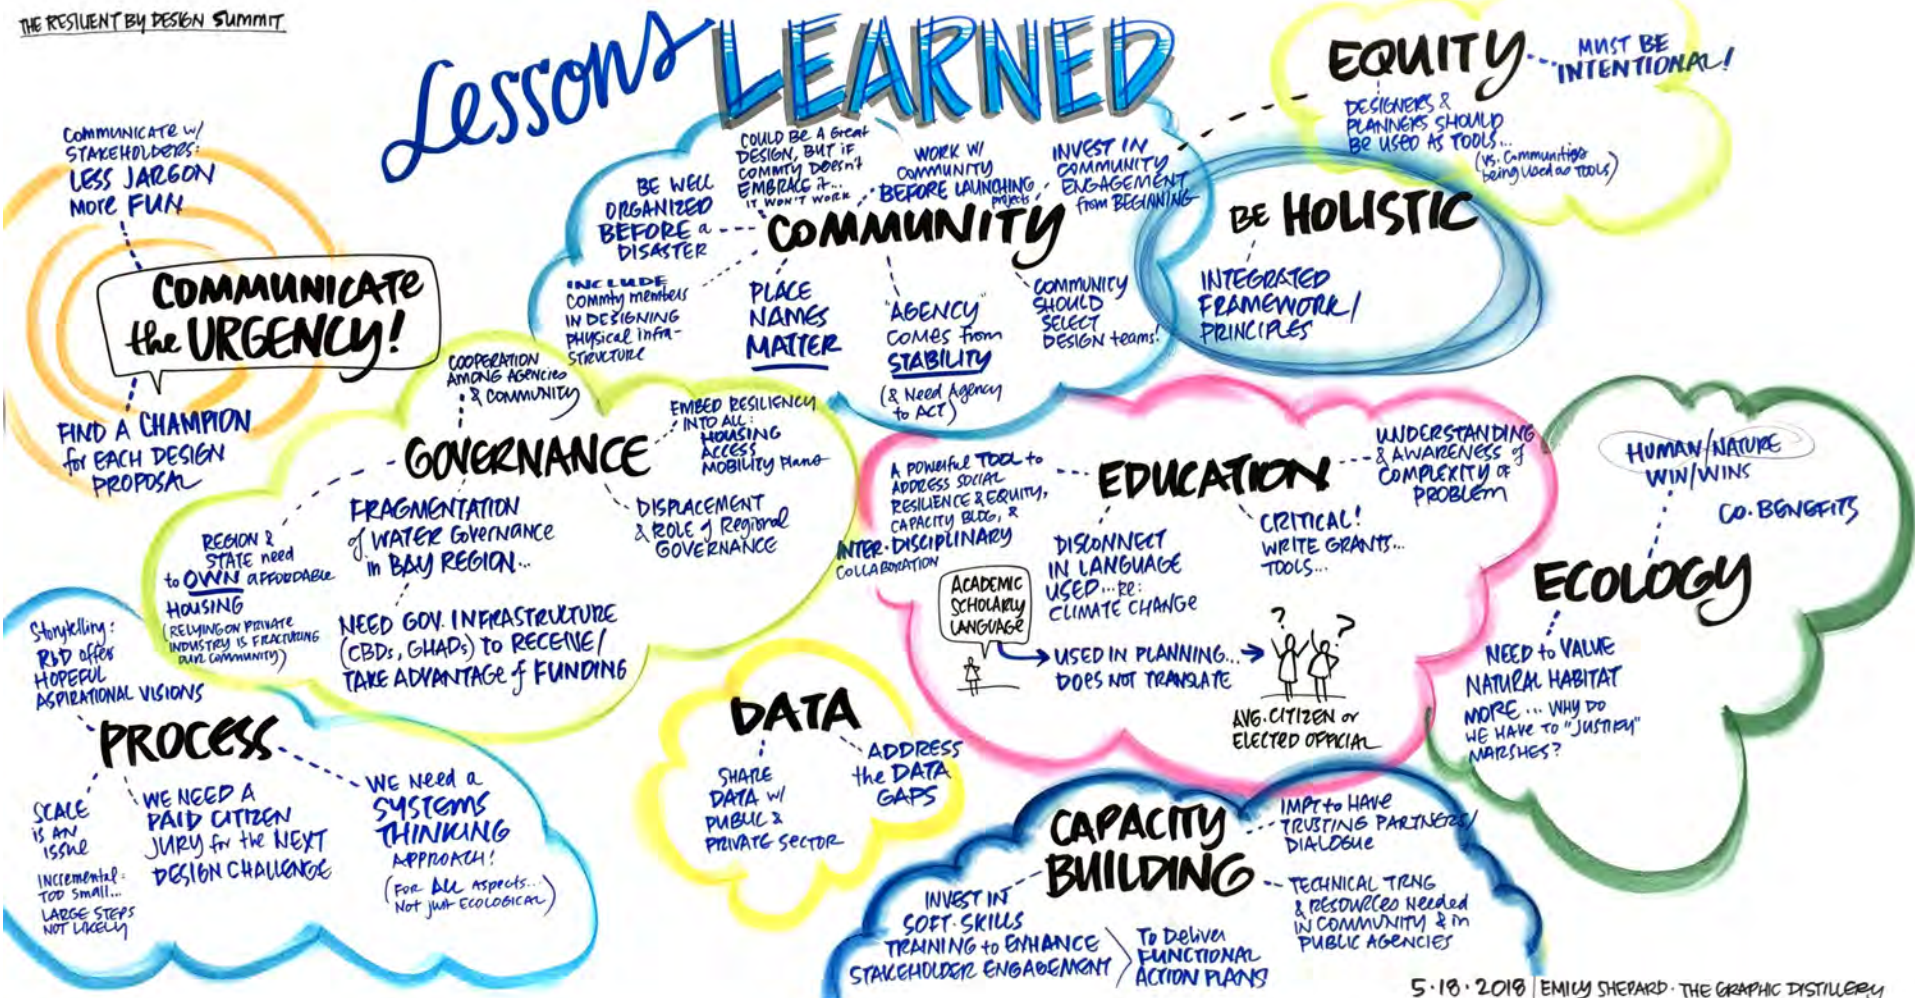 THE RESILIENT BY DESIGN SUMMIT
Lessons LEARNED
COMMUNICATE W/
STAKEHOLDERS:
LESS JARGON
MORE FUN
COMMUNICATE
the URGENCY!
FIND A CHAMPION
for EACH DESIGN
PROPOSAL
COMMUNITY
BE WELL
ORGANIZED
BEFORE a
DISASTER
COULD BE A Great
DESIGN, BUT if
COMMTY DOESn't
EMBRACE it...
IT WON'T WORK
WORK W/
COMMUNITY
BEFORE LAUNCHING
projects
INVEST IN
COMMUNITY
ENGAGEMENT
from BEGINNING
INCLUDE
Commty members
IN DESIGNING
PHYSICAL INFRA-
STRUCTURE
PLACE
NAMES
MATTER
"AGENCY"
COMES from
STABILITY
(& Need Agency
to ACT)
COMMUNITY
SHOULD
SELECT
DESIGN teams!
EQUITY
MUST BE
INTENTIONAL!
DESIGNERS &
PLANNERS SHOULD
BE USED AS TOOLS...
(vs. Communities
being used as TOOLS)
BE HOLISTIC
INTEGRATED
FRAMEWORK/
PRINCIPLES
GOVERNANCE
COOPERATION
AMONG AGENCIES
& COMMUNITY
EMBED RESILIENCY
INTO ALL:
HOUSING
ACCESS
MOBILITY Plans
REGION &
STATE need
to OWN AFFORDABLE
HOUSING
(RELYING ON PRIVATE
INDUSTRY IS FRACTURING
OUR COMMUNITY)
FRAGMENTATION
of WATER Governance
in BAY REGION...
DISPLACEMENT
& ROLE of Regional
GOVERNANCE
NEED GOV. INFRASTRUCTURE
(CBDs, GHADs) to RECEIVE/
TAKE ADVANTAGE of FUNDING
EDUCATION
A POWERFUL TOOL to
ADDRESS SOCIAL
RESILIENCE & EQUITY,
CAPACITY BLDG, &
INTER-DISCIPLINARY
COLLABORATION
UNDERSTANDING
& AWARENESS of
COMPLEXITY OF
PROBLEM
DISCONNECT
IN LANGUAGE
USED...RE:
CLIMATE CHANGE
CRITICAL!
WRITE GRANTS...
TOOLS...
ACADEMIC
SCHOLARLY
LANGUAGE
USED IN PLANNING...
DOES NOT TRANSLATE
? ?
AVG. CITIZEN or
ELECTED OFFICIAL
ECOLOGY
HUMAN/NATURE
WIN/WINS
CO-BENEFITS
NEED to VALUE
NATURAL HABITAT
MORE... WHY DO
WE HAVE TO "JUSTIFY"
MARSHES?
PROCESS
Storytelling:
RbD offer
HOPEFUL
ASPIRATIONAL VISIONS
SCALE
IS AN
ISSUE
INCREMENTAL:
TOO Small...
LARGE STEPS
NOT LIKELY
WE NEED A
PAID CITIZEN
JURY for the NEXT
DESIGN CHALLENGE
WE Need a
SYSTEMS
THINKING
APPROACH!
(FOR ALL Aspects...
Not just ECOLOGICAL)
DATA
SHARE
DATA W/
PUBLIC &
PRIVATE SECTOR
ADDRESS
the DATA
GAPS
CAPACITY
BUILDING
IMPT to HAVE
TRUSTING PARTNERS/
DIALOGUE
INVEST IN
SOFT-SKILLS
TRAINING to ENHANCE
STAKEHOLDER ENGAGEMENT
To Deliver
FUNCTIONAL
ACTION PLANS
TECHNICAL TRNG
& RESOURCES Needed
IN COMMUNITY & in
PUBLIC AGENCIES
5·18·2018 | EMILY SHEPARD · THE GRAPHIC DISTILLERY